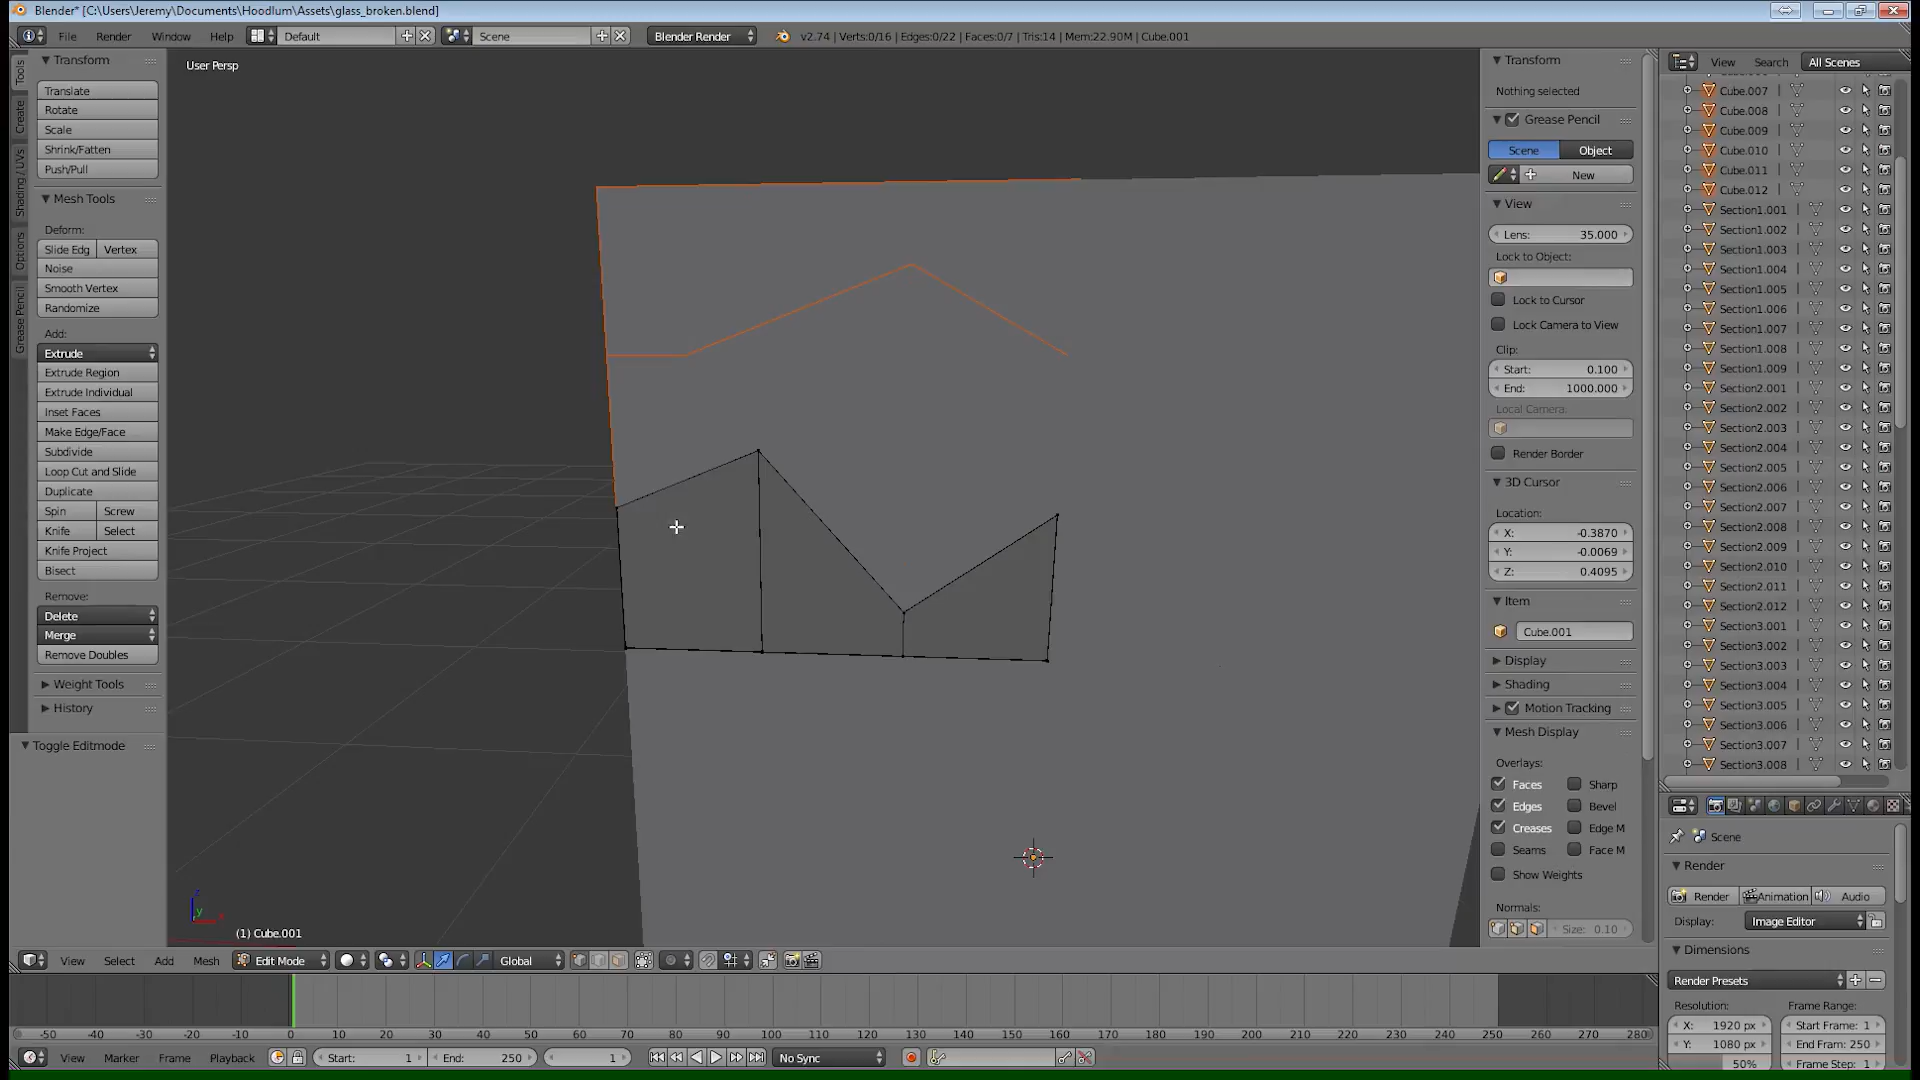 Blender* [C:\Users\Jeremy\Documents\Hoodlum\Assets\glass_broken.blend]
File Render Window Help Default Scene Blender Render v2.74 | Verts:0/16 | Edges:0/22 | Faces:0/7 | Tris:14 | Mem:22.90M | Cube.001
Tools
Create
Shading / UVs
Options
Grease Pencil
Transform
Translate
Rotate
Scale
Shrink/Fatten
Push/Pull
Mesh Tools
Deform:
Slide Edg Vertex
Noise
Smooth Vertex
Randomize
Add:
Extrude
Extrude Region
Extrude Individual
Inset Faces
Make Edge/Face
Subdivide
Loop Cut and Slide
Duplicate
Spin Screw
Knife Select
Knife Project
Bisect
Remove:
Delete
Merge
Remove Doubles
Weight Tools
History
Toggle Editmode
User Persp
z
y
x
(1) Cube.001
View Select Add Mesh Edit Mode Global
Transform
Nothing selected
Grease Pencil
Scene Object
New
View
Lens: 35.000
Lock to Object:
Lock to Cursor
Lock Camera to View
Clip:
Start: 0.100
End: 1000.000
Local Camera:
Render Border
3D Cursor
Location:
X: -0.3870
Y: -0.0069
Z: 0.4095
Item
Cube.001
Display
Shading
Motion Tracking
Mesh Display
Overlays:
Faces Sharp
Edges Bevel
Creases Edge M
Seams Face M
Show Weights
Normals:
Size: 0.10
View Search All Scenes
Cube.007
Cube.008
Cube.009
Cube.010
Cube.011
Cube.012
Section1.001
Section1.002
Section1.003
Section1.004
Section1.005
Section1.006
Section1.007
Section1.008
Section1.009
Section2.001
Section2.002
Section2.003
Section2.004
Section2.005
Section2.006
Section2.007
Section2.008
Section2.009
Section2.010
Section2.011
Section2.012
Section3.001
Section3.002
Section3.003
Section3.004
Section3.005
Section3.006
Section3.007
Section3.008
Scene
Render
Render Animation Audio
Display: Image Editor
Dimensions
Render Presets
Resolution: Frame Range:
X: 1920 px Start Frame: 1
Y: 1080 px End Fram: 250
50% Frame Step: 1
-50 -40 -30 -20 -10 0 10 20 30 40 50 60 70 80 90 100 110 120 130 140 150 160 170 180 190 200 210 220 230 240 250 260 270 280
View Marker Frame Playback Start: 1 End: 250 1 No Sync